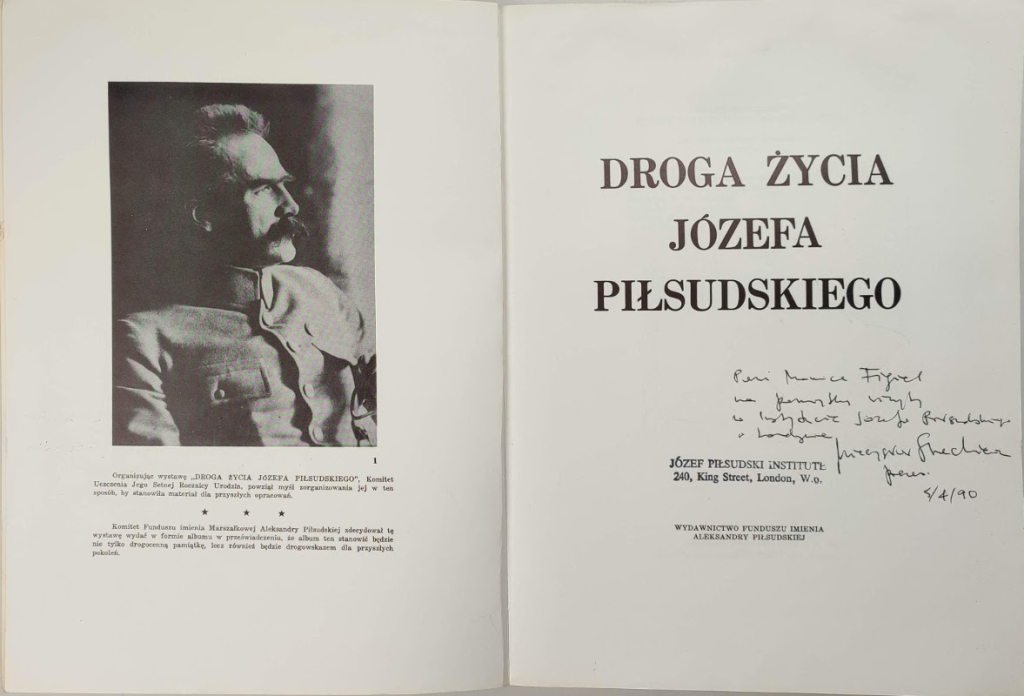 1
Organizując wystawę „DROGA ŻYCIA JÓZEFA PIŁSUDSKIEGO", Komitet
Uczczenia Jego Setnej Rocznicy Urodzin, powziął myśl zorganizowania jej w ten
sposób, by stanowiła materiał dla przyszłych opracowań.
★ ★ ★
Komitet Funduszu imienia Marszałkowej Aleksandry Piłsudskiej zdecydował tę
wystawę wydać w formie albumu w przeświadczeniu, że album ten stanowić będzie
nie tylko drogocenną pamiątkę, lecz również będzie drogowskazem dla przyszłych
pokoleń.
DROGA ŻYCIA
JÓZEFA
PIŁSUDSKIEGO
Pani Figiel
na wizyty
w Instytucie Józefa Piłsudskiego
w Londynie
prezes
5/4/90
JÓZEF PIŁSUDSKI INSTITUTE
240, King Street, London, W.9.
WYDAWNICTWO FUNDUSZU IMIENIA
ALEKSANDRY PIŁSUDSKIEJ